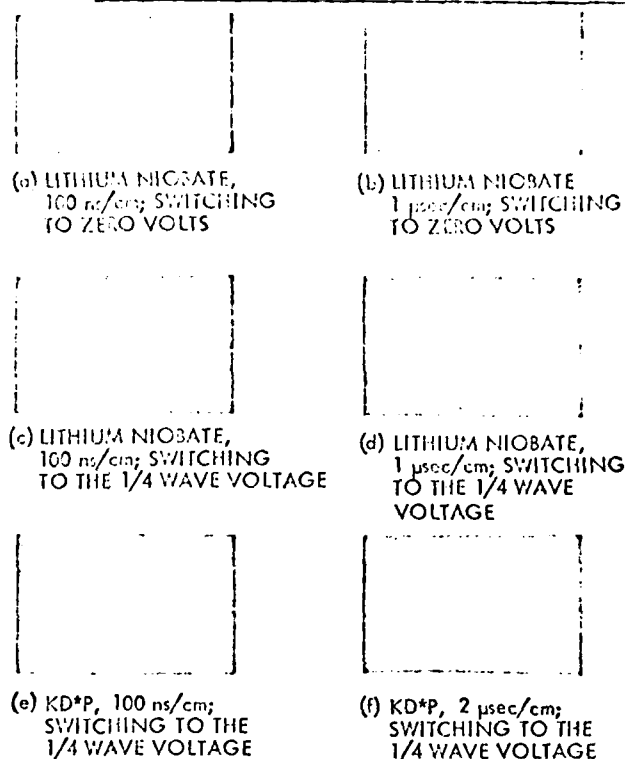 (a) LITHIUM NIOBATE,
100 ns/cm; SWITCHING
TO ZERO VOLTS
(b) LITHIUM NIOBATE
1 μsec/cm; SWITCHING
TO ZERO VOLTS
(c) LITHIUM NIOBATE,
100 ns/cm; SWITCHING
TO THE 1/4 WAVE VOLTAGE
(d) LITHIUM NIOBATE,
1 μsec/cm; SWITCHING
TO THE 1/4 WAVE
VOLTAGE
(e) KD*P, 100 ns/cm;
SWITCHING TO THE
1/4 WAVE VOLTAGE
(f) KD*P, 2 μsec/cm;
SWITCHING TO THE
1/4 WAVE VOLTAGE